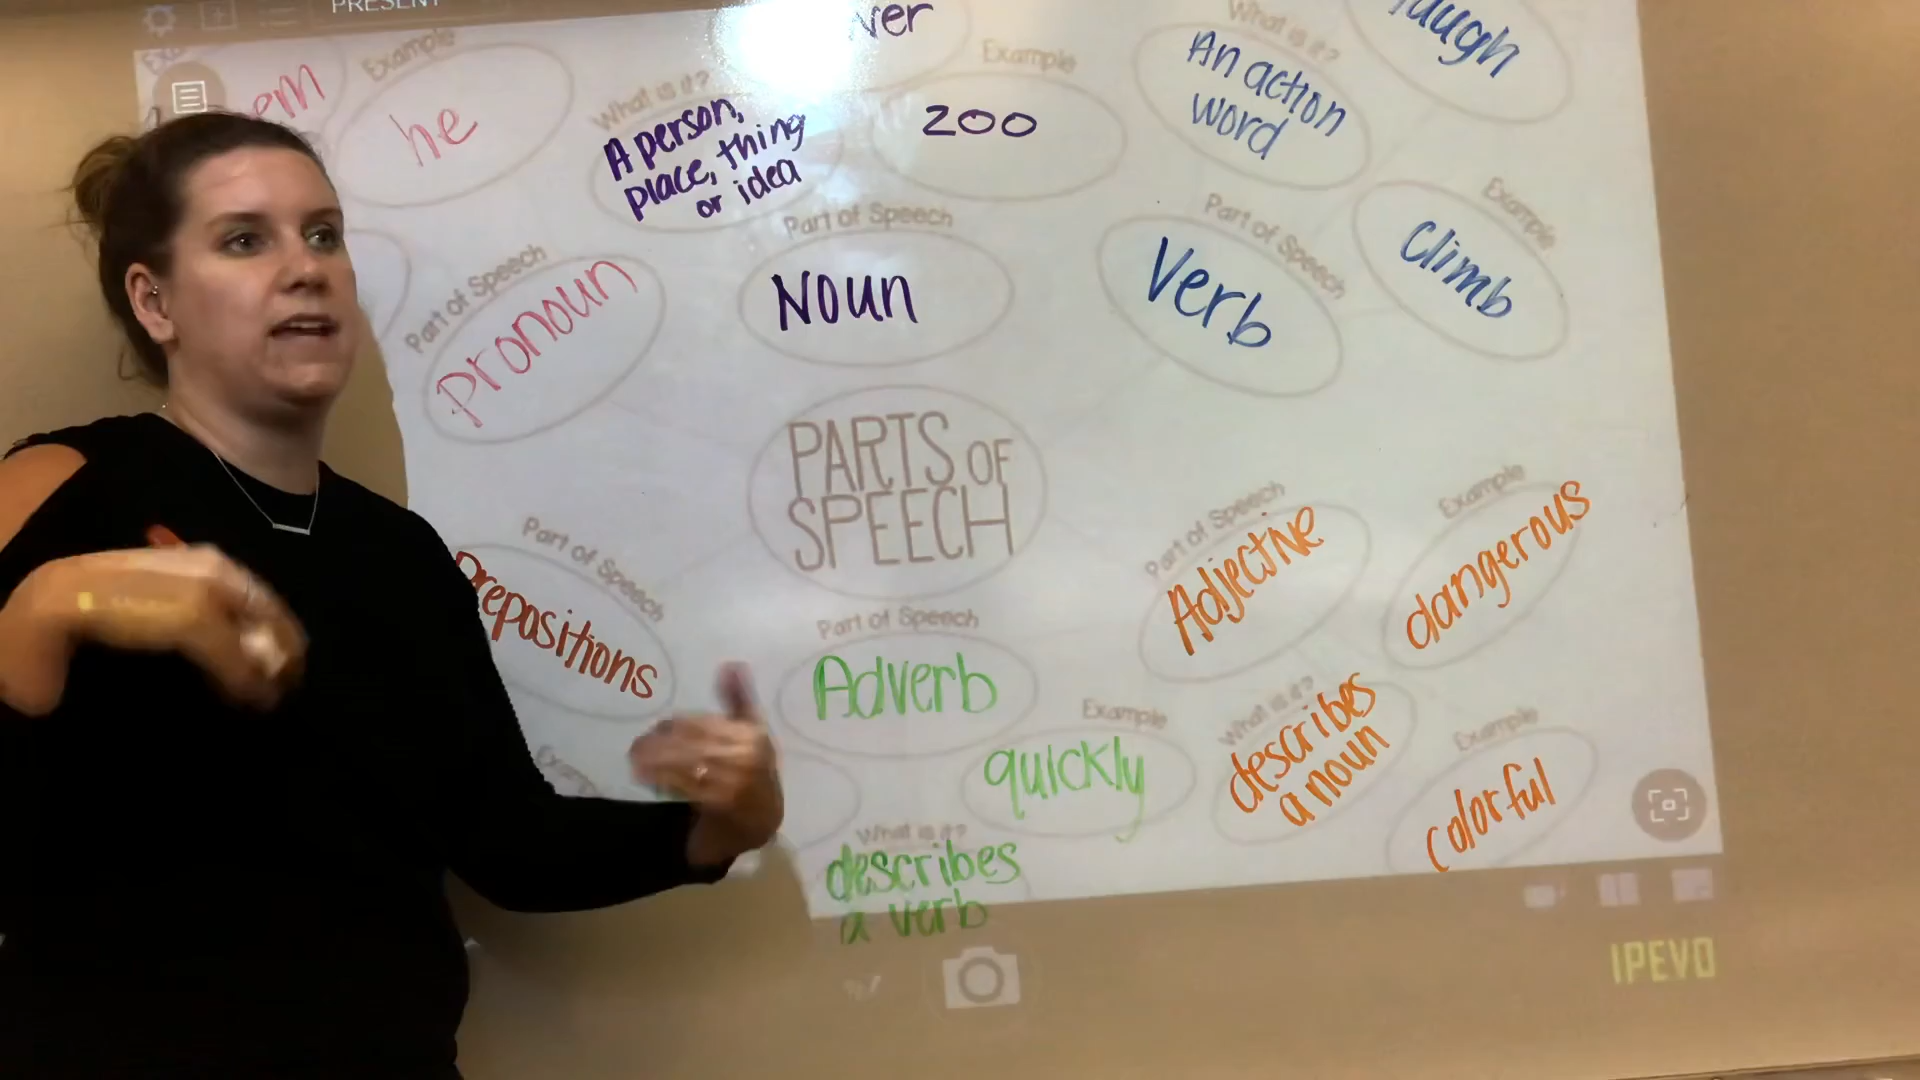 PRESENT
Example
he
What is it?
A person,
place, thing
or idea
Example
zoo
What is it?
An action
word
laugh
Part of Speech
pronoun
Part of Speech
Noun
Part of Speech
Verb
Example
climb
PARTS OF
SPEECH
Part of Speech
Prepositions
Part of Speech
Adverb
Example
quickly
What is it?
describes
a verb
Part of Speech
Adjective
Example
dangerous
What is it?
describes
a noun
Example
colorful
IPEVO